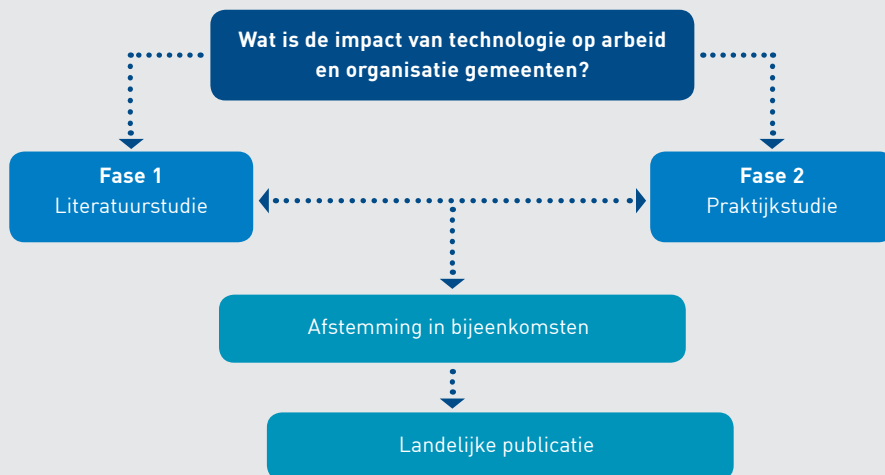 Wat is de impact van technologie op arbeid
en organisatie gemeenten?
Fase 1
Literatuurstudie
Fase 2
Praktijkstudie
Afstemming in bijeenkomsten
Landelijke publicatie